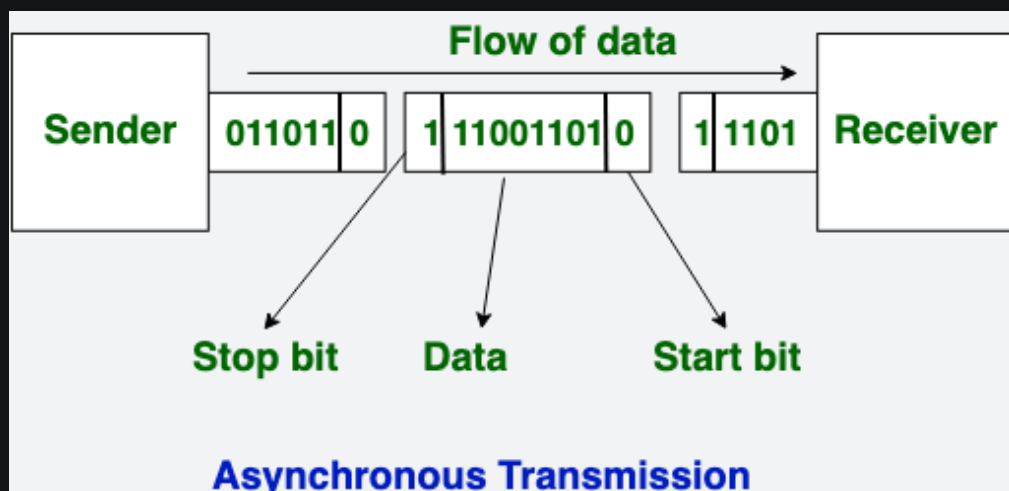 Flow of data
Sender 011011 0 1 11001101 0 1 1101 Receiver
Stop bit Data Start bit
Asynchronous Transmission